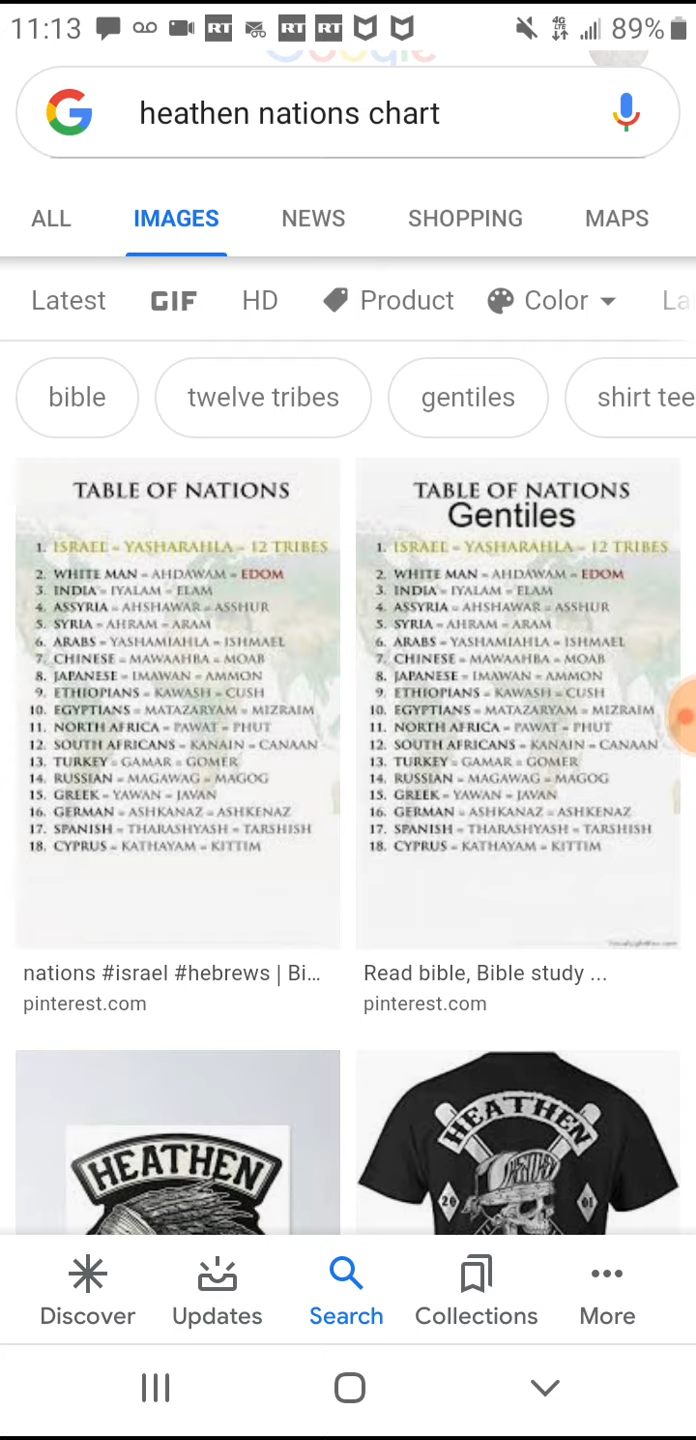 11:13 RT RT RT 4G LTE 89%
Google
heathen nations chart
ALL IMAGES NEWS SHOPPING MAPS
Latest GIF HD Product Color La
bible twelve tribes gentiles shirt tee
TABLE OF NATIONS
1. ISRAEL = YASHARAHLA = 12 TRIBES
2. WHITE MAN = AHDAWAM = EDOM
3. INDIA = IYALAM = ELAM
4. ASSYRIA = AHSHAWAR = ASSHUR
5. SYRIA = AHRAM = ARAM
6. ARABS = YASHAMIAHLA = ISHMAEL
7. CHINESE = MAWAAHBA = MOAB
8. JAPANESE = IMAWAN = AMMON
9. ETHIOPIANS = KAWASH = CUSH
10. EGYPTIANS = MATAZARYAM = MIZRAIM
11. NORTH AFRICA = PAWAT = PHUT
12. SOUTH AFRICANS = KANAIN = CANAAN
13. TURKEY = GAMAR = GOMER
14. RUSSIAN = MAGAWAG = MAGOG
15. GREEK = YAWAN = JAVAN
16. GERMAN = ASHKANAZ = ASHKENAZ
17. SPANISH = THARASHYASH = TARSHISH
18. CYPRUS = KATHAYAM = KITTIM
nations #israel #hebrews | Bi...
pinterest.com
TABLE OF NATIONS
Gentiles
1. ISRAEL = YASHARAHLA = 12 TRIBES
2. WHITE MAN = AHDAWAM = EDOM
3. INDIA = IYALAM = ELAM
4. ASSYRIA = AHSHAWAR = ASSHUR
5. SYRIA = AHRAM = ARAM
6. ARABS = YASHAMIAHLA = ISHMAEL
7. CHINESE = MAWAAHBA = MOAB
8. JAPANESE = IMAWAN = AMMON
9. ETHIOPIANS = KAWASH = CUSH
10. EGYPTIANS = MATAZARYAM = MIZRAIM
11. NORTH AFRICA = PAWAT = PHUT
12. SOUTH AFRICANS = KANAIN = CANAAN
13. TURKEY = GAMAR = GOMER
14. RUSSIAN = MAGAWAG = MAGOG
15. GREEK = YAWAN = JAVAN
16. GERMAN = ASHKANAZ = ASHKENAZ
17. SPANISH = THARASHYASH = TARSHISH
18. CYPRUS = KATHAYAM = KITTIM
Read bible, Bible study ...
pinterest.com
HEATHEN
HEATHEN
HEATHEN
20 01
Discover Updates Search Collections More